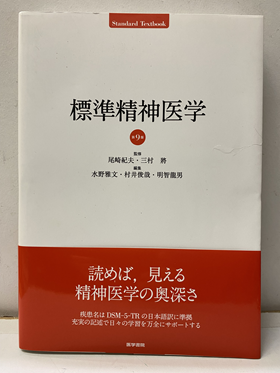 Standard Textbook
標準精神医学
第9版
監修
尾崎紀夫・三村 將
編集
水野雅文・村井俊哉・明智龍男
読めば，見える
精神医学の奥深さ
疾患名はDSM-5-TRの日本語訳に準拠
充実の記述で日々の学習を万全にサポートする
医学書院